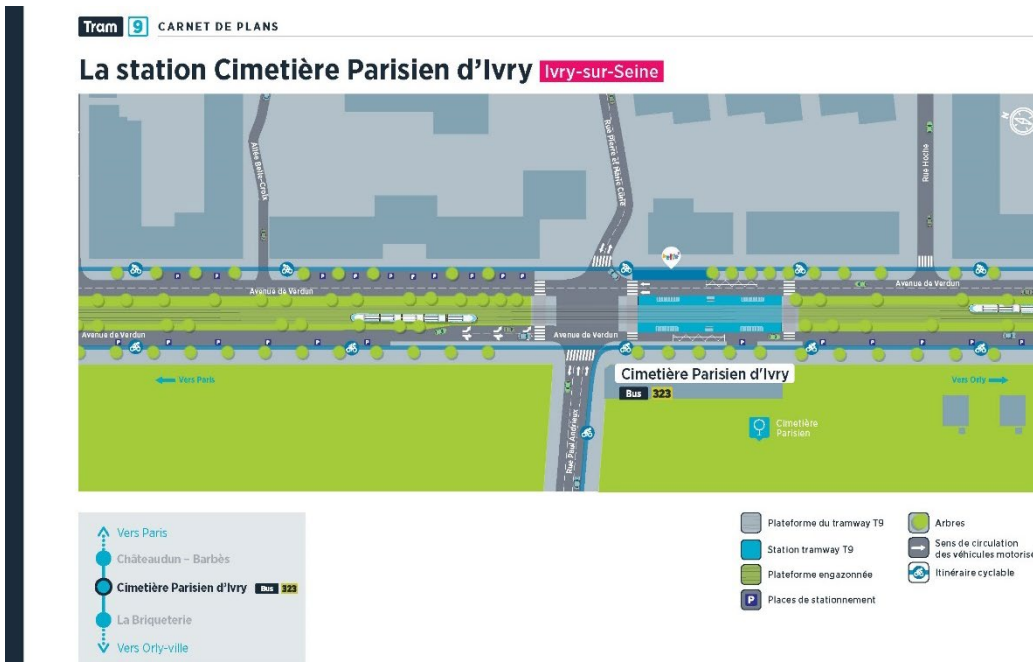 Tram 9 CARNET DE PLANS
La station Cimetière Parisien d'Ivry Ivry-sur-Seine
Allée Belle-Croix
Rue Pierre et Marie Curie
Rue Hoche
N
P P P P P P P P P P
Avenue de Verdun
Avenue de Verdun
Avenue de Verdun
Avenue de Verdun
Cimetière Parisien d'Ivry
Bus 323
Vers Paris
Vers Orly
Rue Paul Andrieux
Cimetière
Parisien
Vers Paris
Châteaudun – Barbès
Cimetière Parisien d'Ivry Bus 323
La Briqueterie
Vers Orly-ville
Plateforme du tramway T9
Station tramway T9
Plateforme engazonnée
P Places de stationnement
Arbres
Sens de circulation
des véhicules motorisé
Itinéraire cyclable